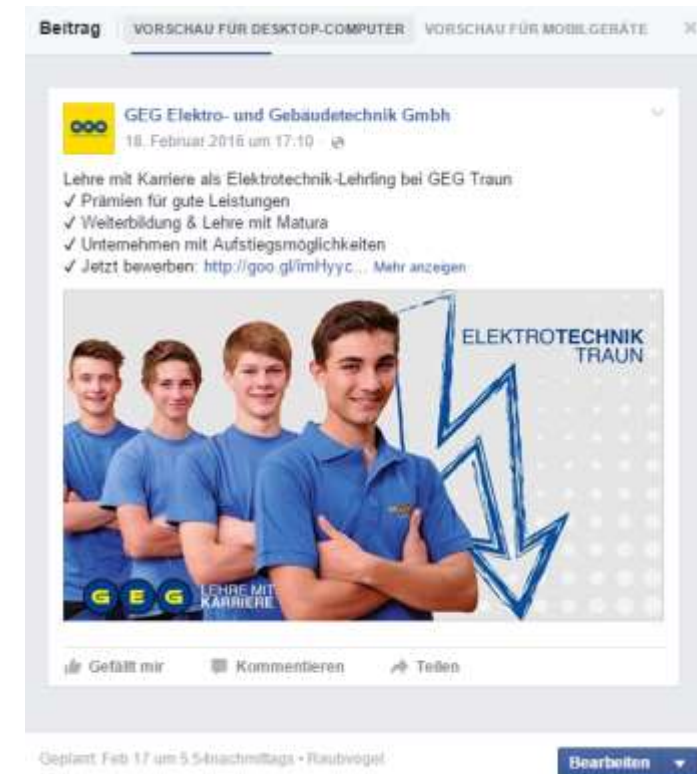 Beitrag VORSCHAU FÜR DESKTOP-COMPUTER VORSCHAU FÜR MOBILGERÄTE
GEG Elektro- und Gebäudetechnik Gmbh
18. Februar 2016 um 17:10
Lehre mit Karriere als Elektrotechnik-Lehrling bei GEG Traun
✓ Prämien für gute Leistungen
✓ Weiterbildung & Lehre mit Matura
✓ Unternehmen mit Aufstiegsmöglichkeiten
✓ Jetzt bewerben: http://goo.gl/imHyyc... Mehr anzeigen
ELEKTROTECHNIK
TRAUN
GEG LEHRE MIT
KARRIERE
Gefällt mir Kommentieren Teilen
Geplant: Feb 17 um 5:54nachmittags • Raubvogel
Bearbeiten